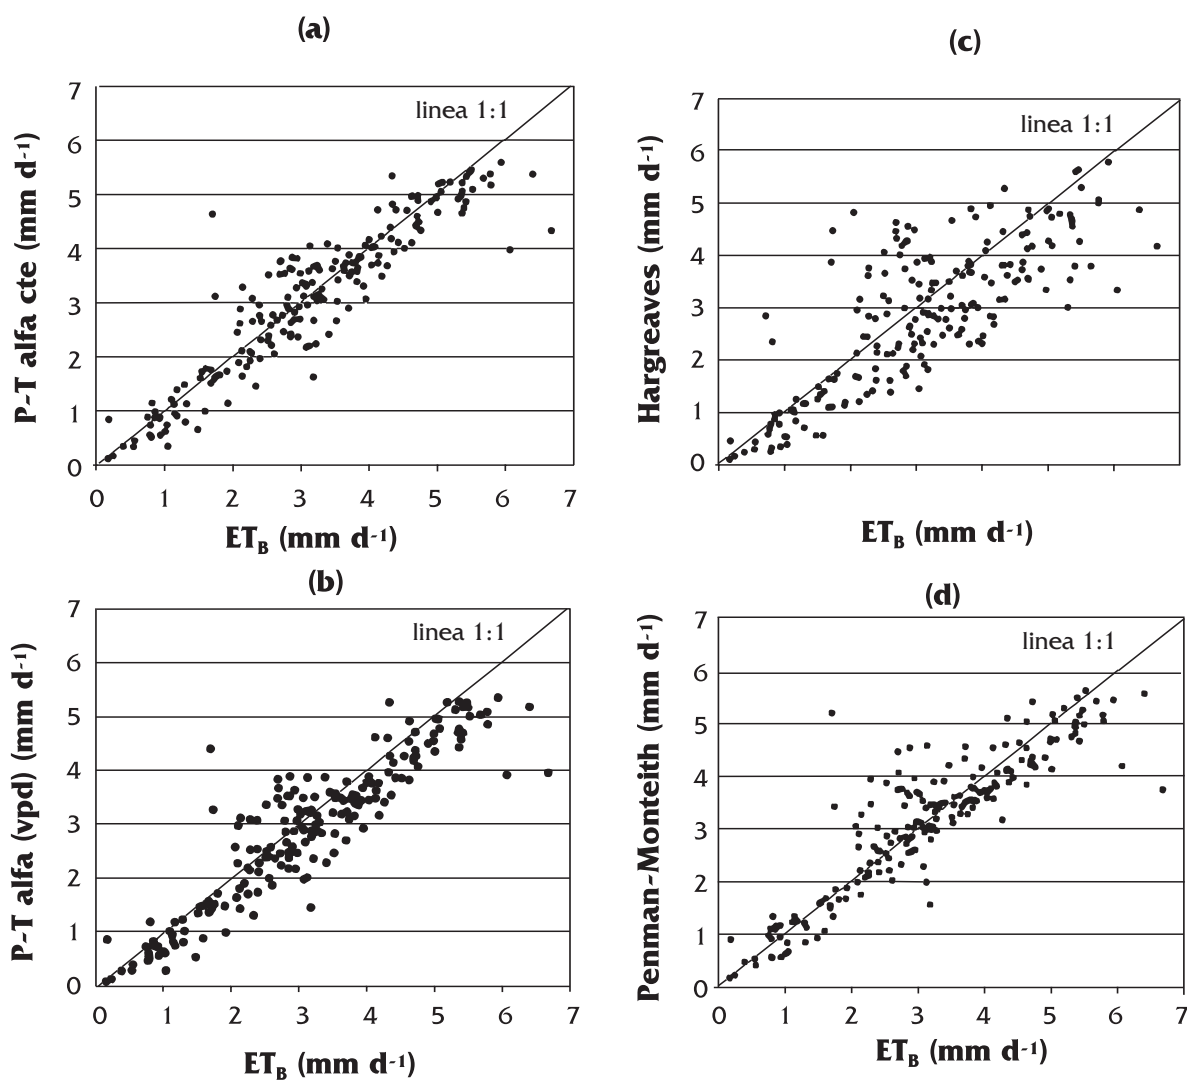 (a)
7
6
5
4
3
2
1
0
P-T alfa cte (mm d-1)
linea 1:1
0 1 2 3 4 5 6 7
ETB (mm d-1)
(c)
7
6
5
4
3
2
1
0
Hargreaves (mm d-1)
linea 1:1
ETB (mm d-1)
(b)
7
6
5
4
3
2
1
0
P-T alfa (vpd) (mm d-1)
linea 1:1
0 1 2 3 4 5 6 7
ETB (mm d-1)
(d)
7
6
5
4
3
2
1
0
Penman-Monteith (mm d-1)
linea 1:1
0 1 2 3 4 5 6 7
ETB (mm d-1)